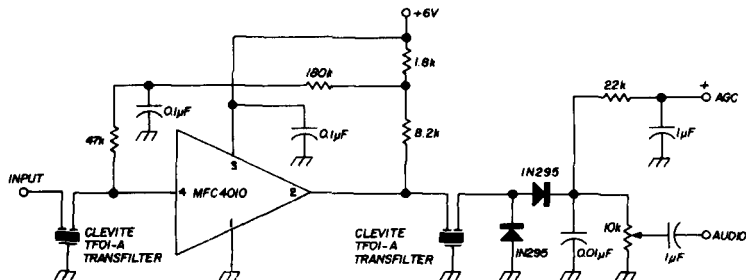 +6V
1.8k
180k
22k
+
AGC
0.1µF
0.1µF
8.2k
1µF
47k
3
1N295
INPUT
4
MFC4010
2
10k
AUDIO
1
CLEVITE
TF01-A
TRANSFILTER
CLEVITE
TF01-A
TRANSFILTER
1N295
0.01µF
1µF